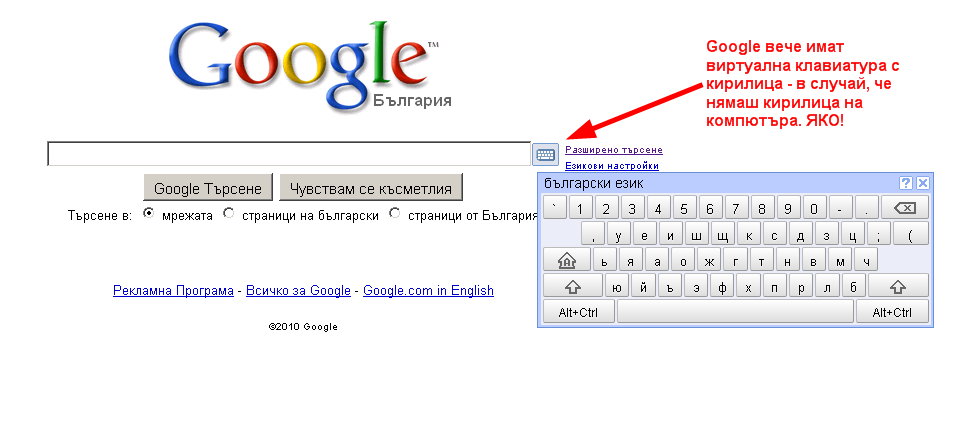 Google™
България
Google вече имат
виртуална клавиатура с
кирилица - в случай, че
нямаш кирилица на
компютъра. ЯКО!
Разширено търсене
Езикови настройки
Google Търсене Чувствам се късметлия
Търсене в: мрежата страници на български страници от България
Рекламна Програма - Всичко за Google - Google.com in English
©2010 Google
български език ? X
` 1 2 3 4 5 6 7 8 9 0 - .
, у е и ш щ к с д з ц ; (
ь я а о ж г т н в м ч
ю й ъ э ф х п р л б
Alt+Ctrl Alt+Ctrl